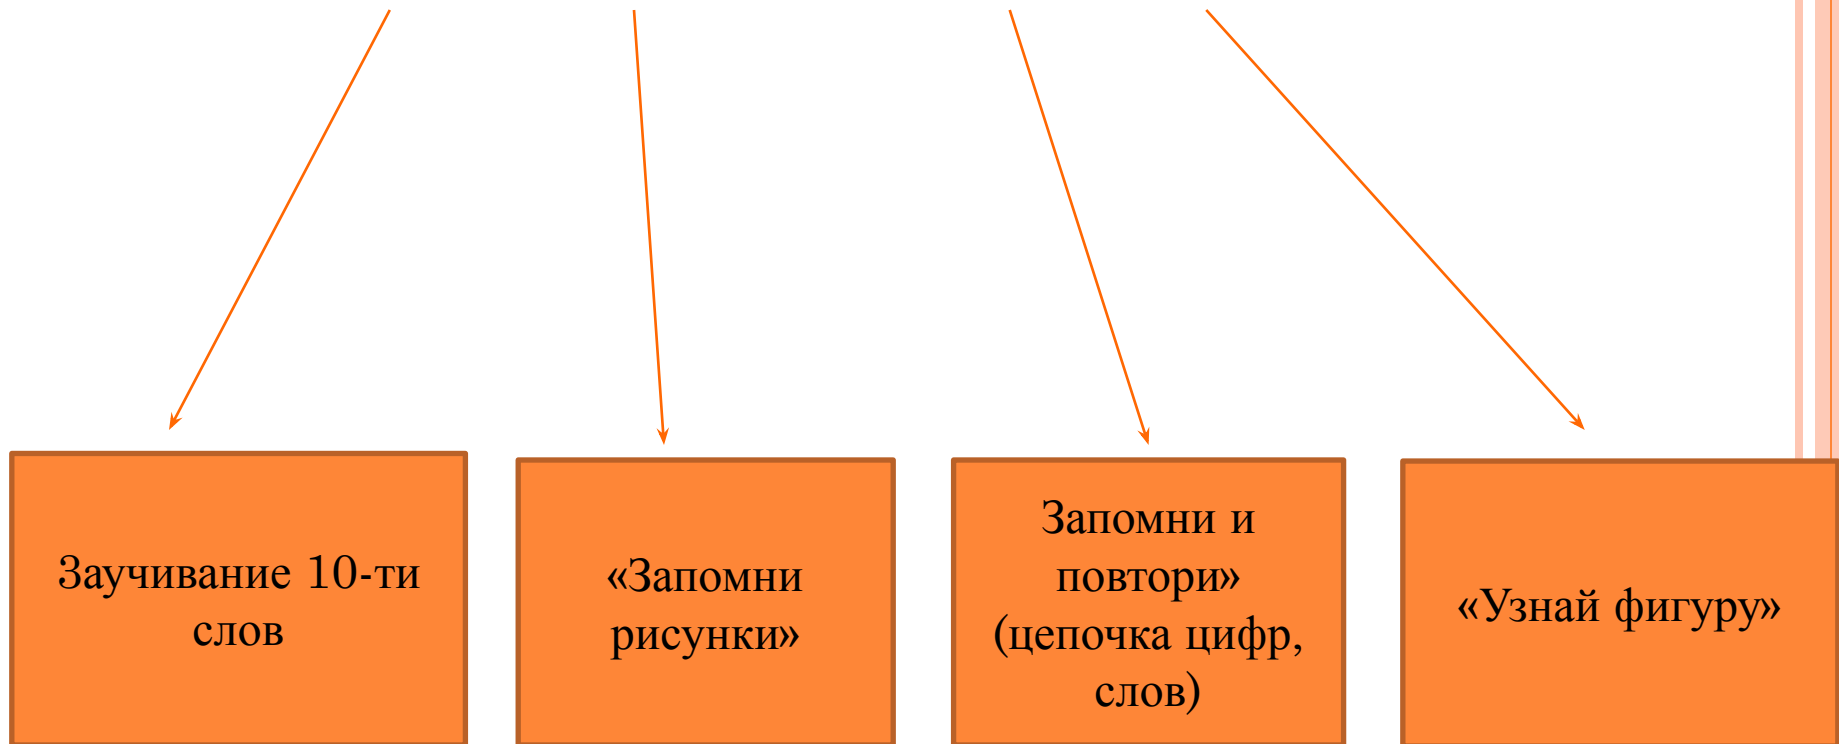 Заучивание 10-ти
слов
«Запомни
рисунки»
Запомни и
повтори»
(цепочка цифр,
слов)
«Узнай фигуру»